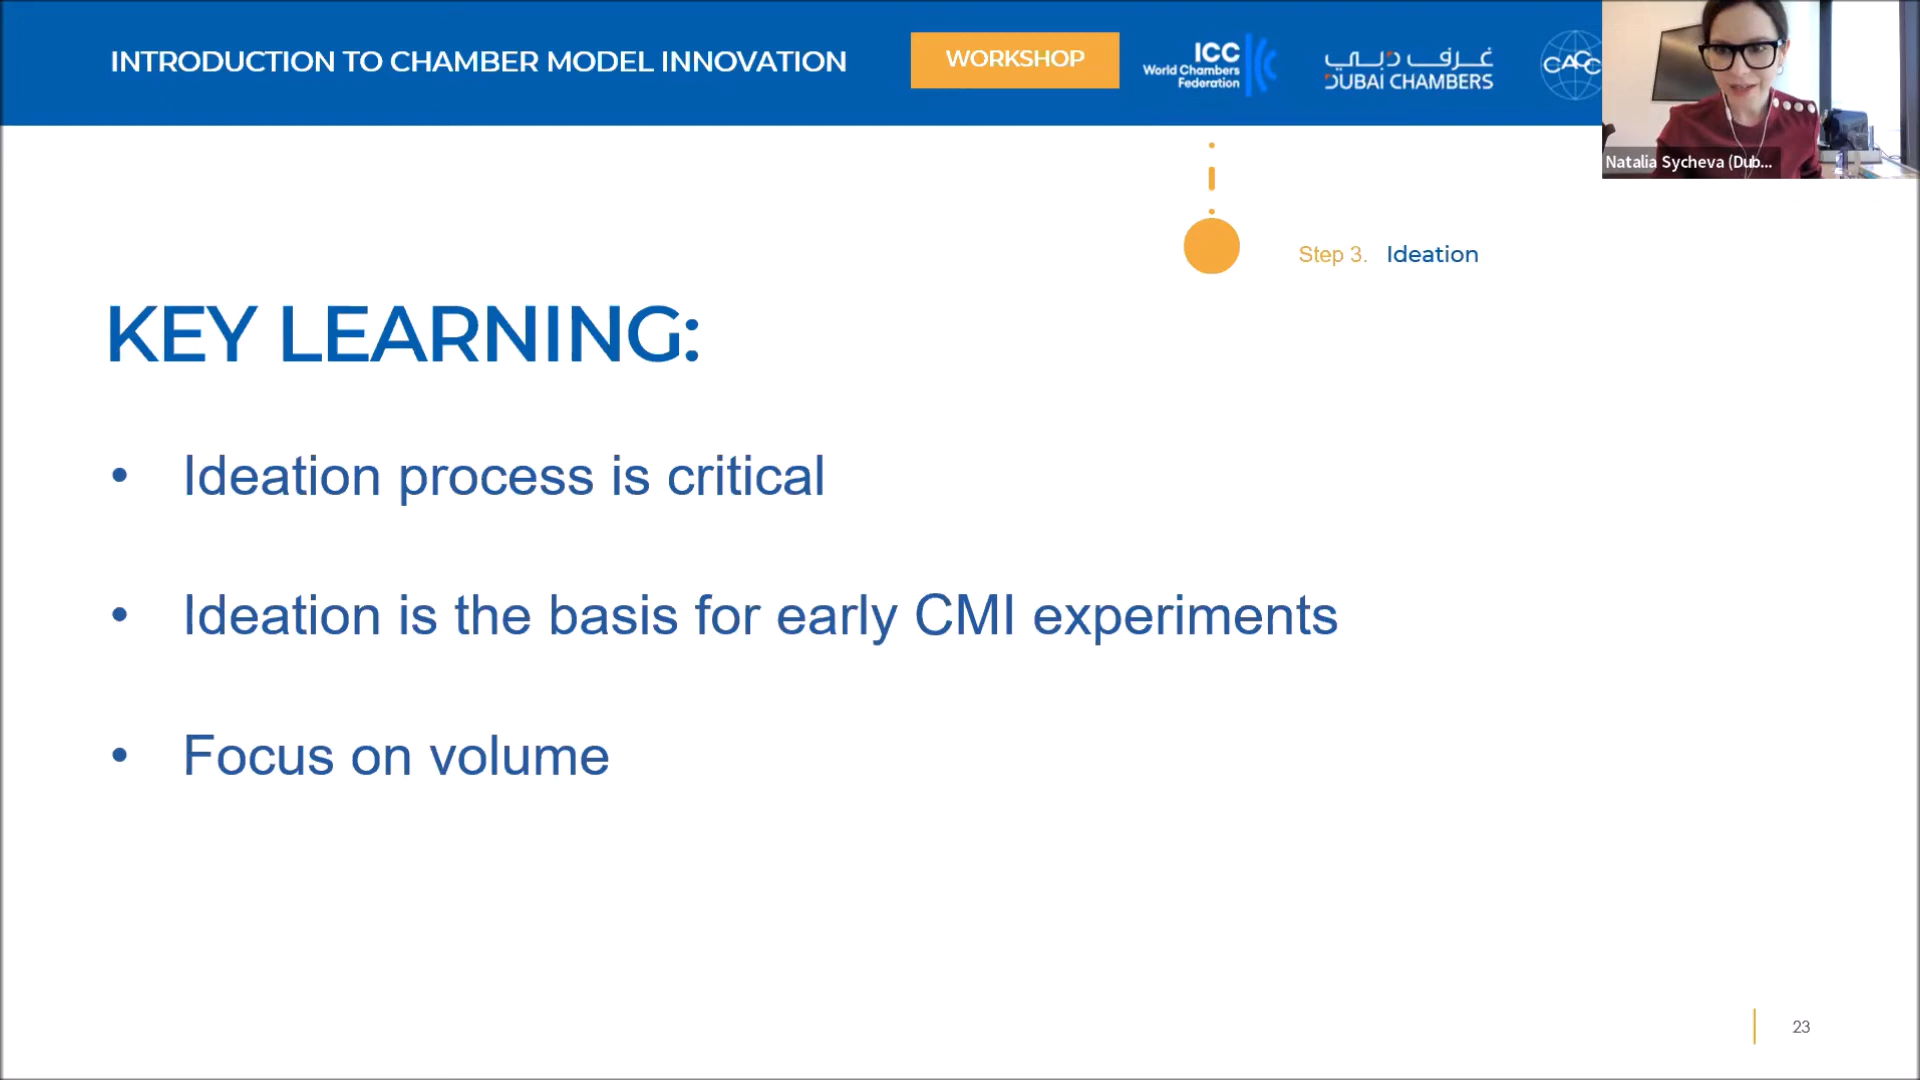 INTRODUCTION TO CHAMBER MODEL INNOVATION
WORKSHOP
ICC
World Chambers
Federation
غرف دبي
DUBAI CHAMBERS
CACC
Natalia Sycheva (Dub...
Step 3. Ideation
KEY LEARNING:
• Ideation process is critical
• Ideation is the basis for early CMI experiments
• Focus on volume
23